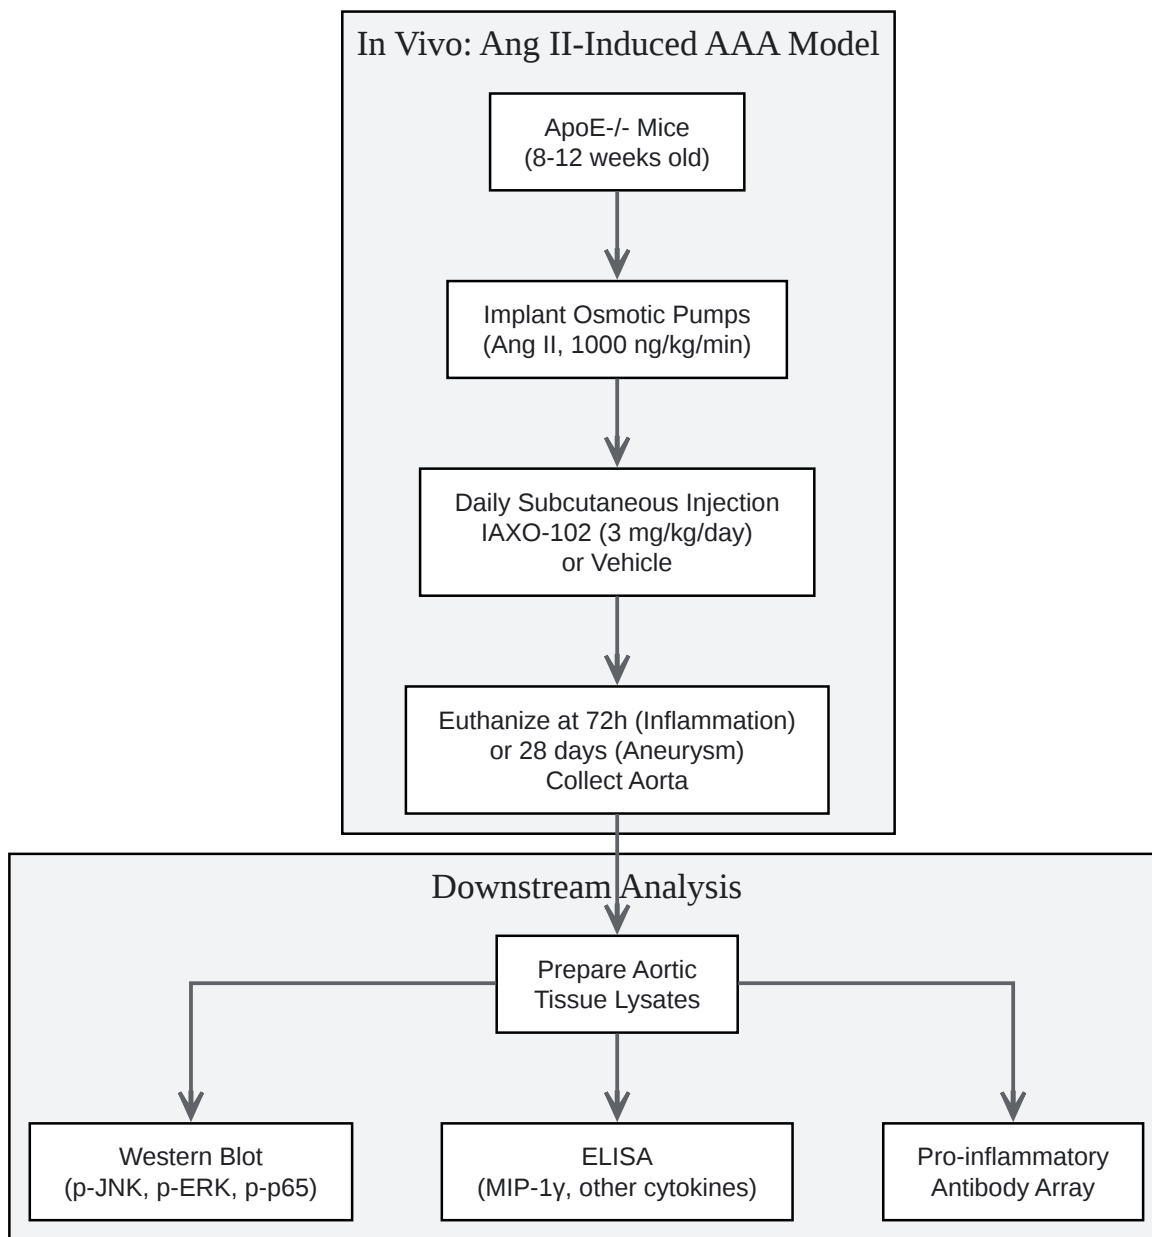 In Vivo: Ang II-Induced AAA Model
ApoE-/- Mice
(8-12 weeks old)
Implant Osmotic Pumps
(Ang II, 1000 ng/kg/min)
Daily Subcutaneous Injection
IAXO-102 (3 mg/kg/day)
or Vehicle
Euthanize at 72h (Inflammation)
or 28 days (Aneurysm)
Collect Aorta
Downstream Analysis
Prepare Aortic
Tissue Lysates
Western Blot
(p-JNK, p-ERK, p-p65)
ELISA
(MIP-1γ, other cytokines)
Pro-inflammatory
Antibody Array